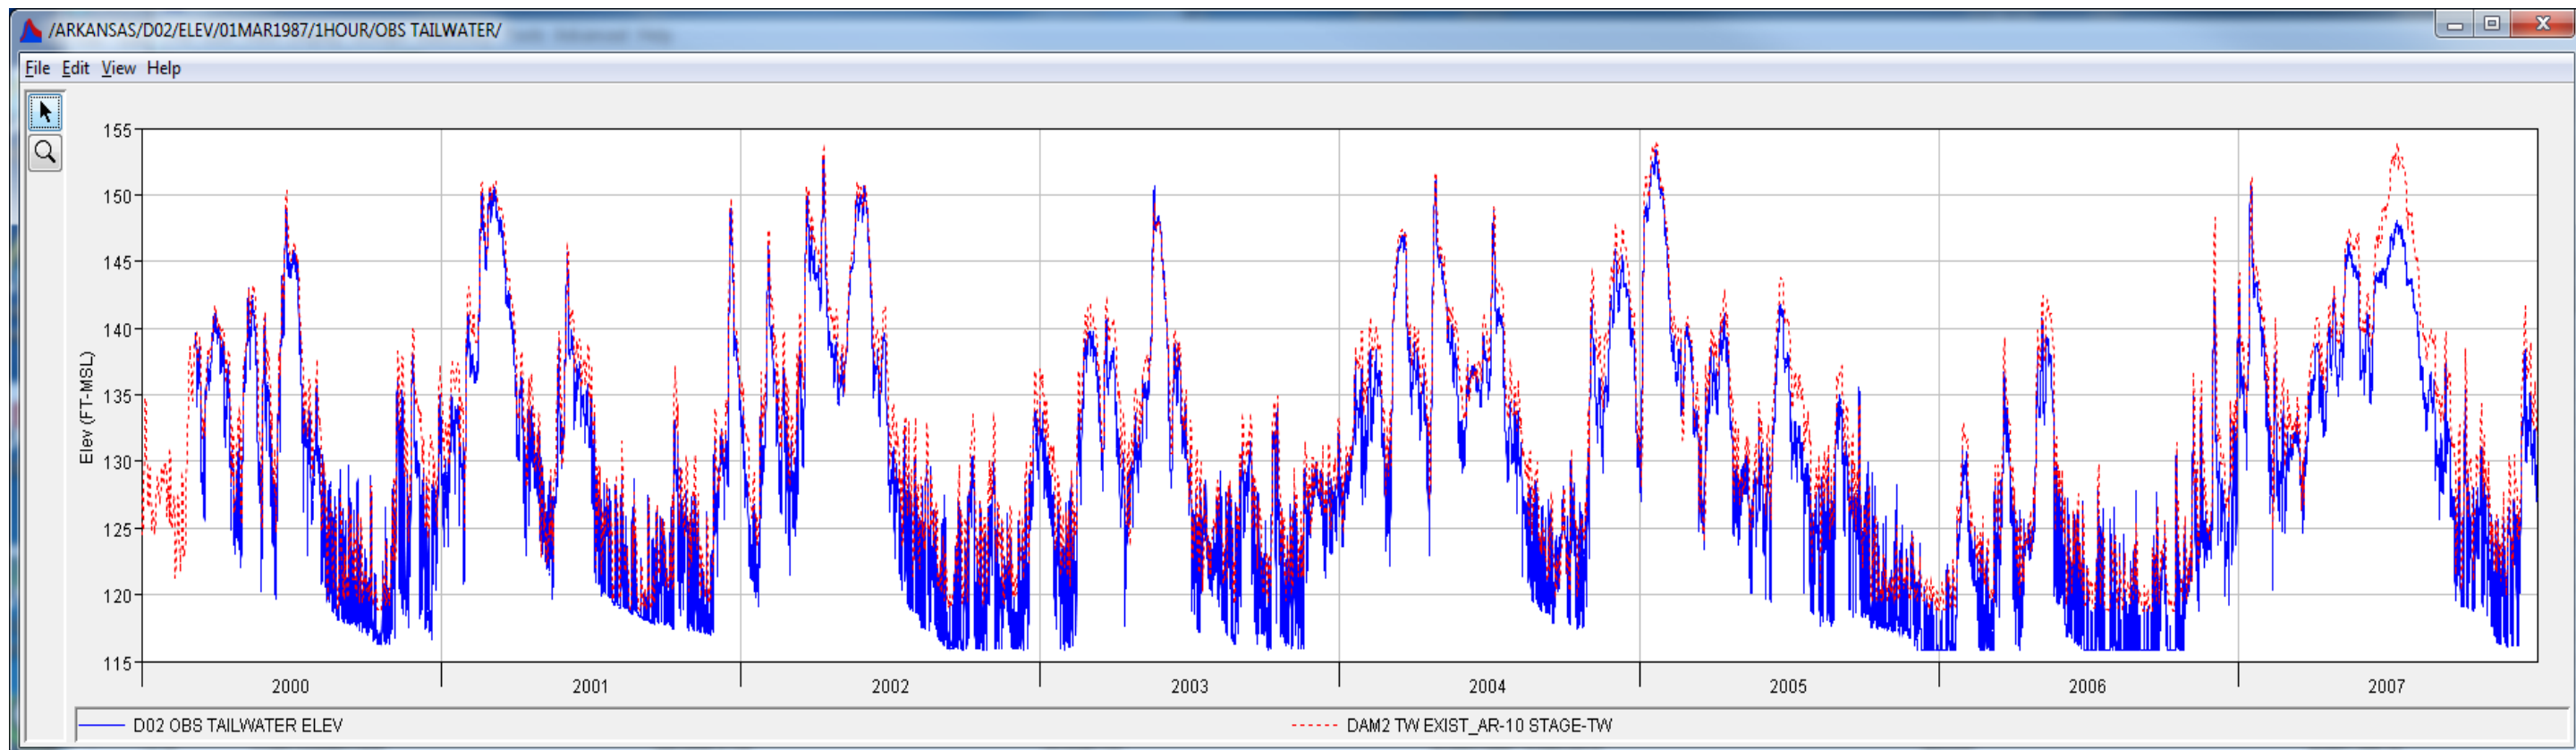 /ARKANSAS/D02/ELEV/01MAR1987/1HOUR/OBS TAILWATER/
File Edit View Help
155
150
145
140
135
130
125
120
115
Elev (FT-MSL)
2000 2001 2002 2003 2004 2005 2006 2007
D02 OBS TAILWATER ELEV DAM2 TW EXIST_AR-10 STAGE-TW